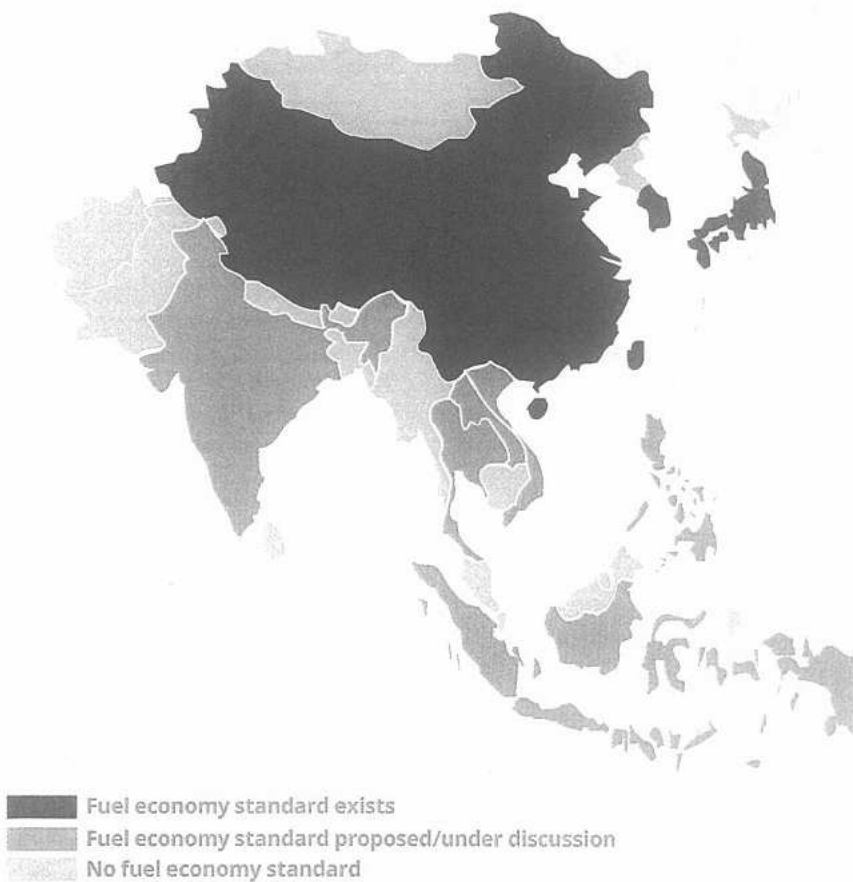 Fuel economy standard exists
Fuel economy standard proposed/under discussion
No fuel economy standard